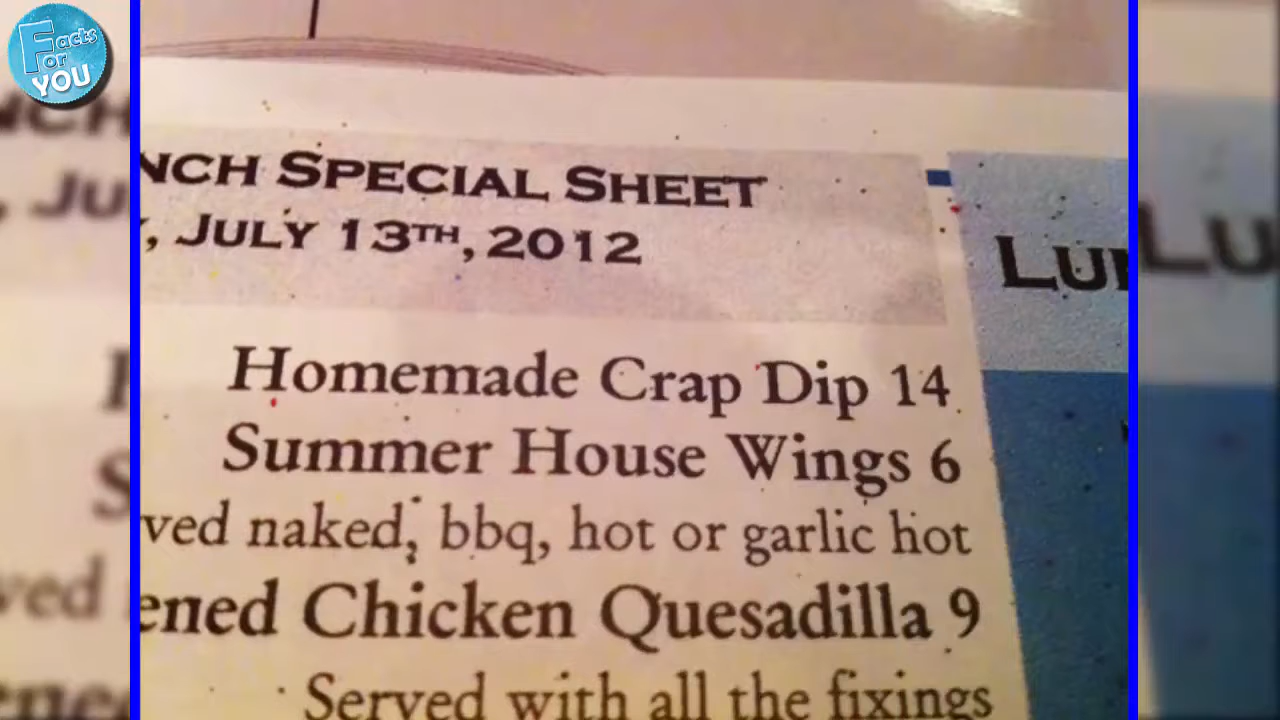 Facts
For
YOU
NCH SPECIAL SHEET
, JULY 13TH, 2012
LU
Homemade Crap Dip 14
Summer House Wings 6
ved naked, bbq, hot or garlic hot
ened Chicken Quesadilla 9
Served with all the fixings